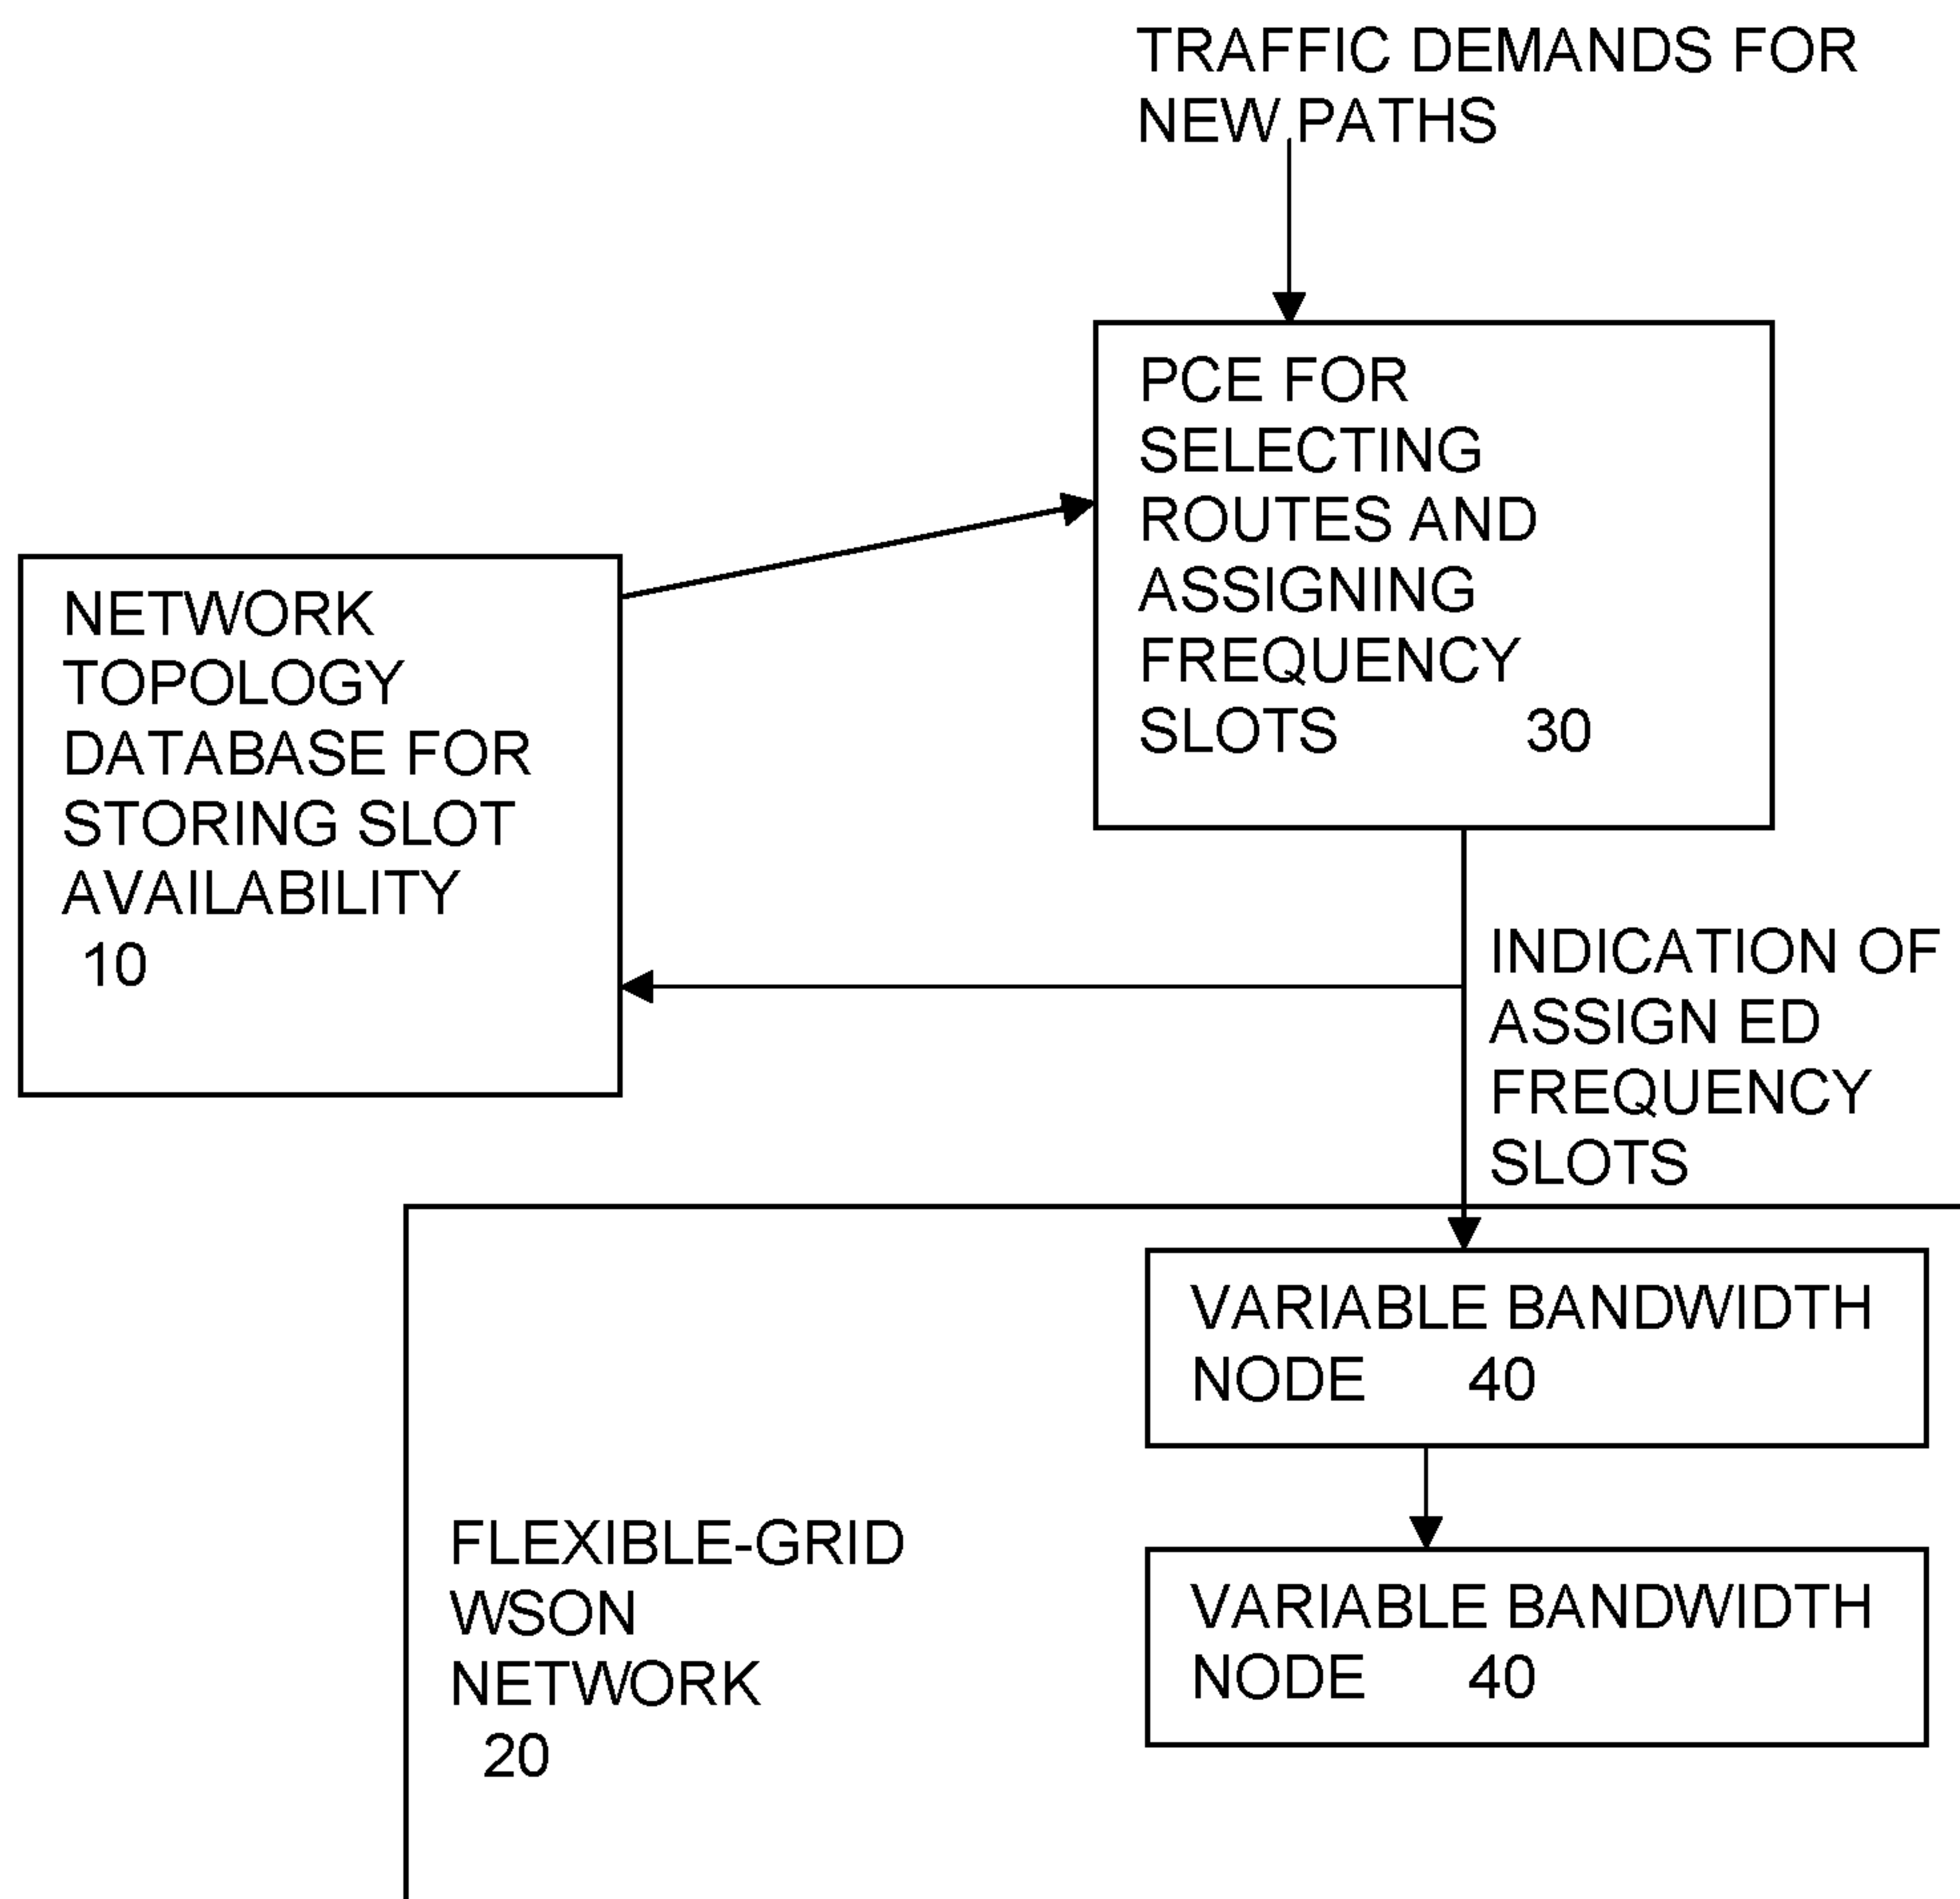 TRAFFIC DEMANDS FOR
NEW PATHS
PCE FOR
SELECTING
ROUTES AND
ASSIGNING
FREQUENCY
SLOTS 30
NETWORK
TOPOLOGY
DATABASE FOR
STORING SLOT
AVAILABILITY
10
INDICATION OF
ASSIGN ED
FREQUENCY
SLOTS
VARIABLE BANDWIDTH
NODE 40
FLEXIBLE-GRID
WSON
NETWORK
20
VARIABLE BANDWIDTH
NODE 40